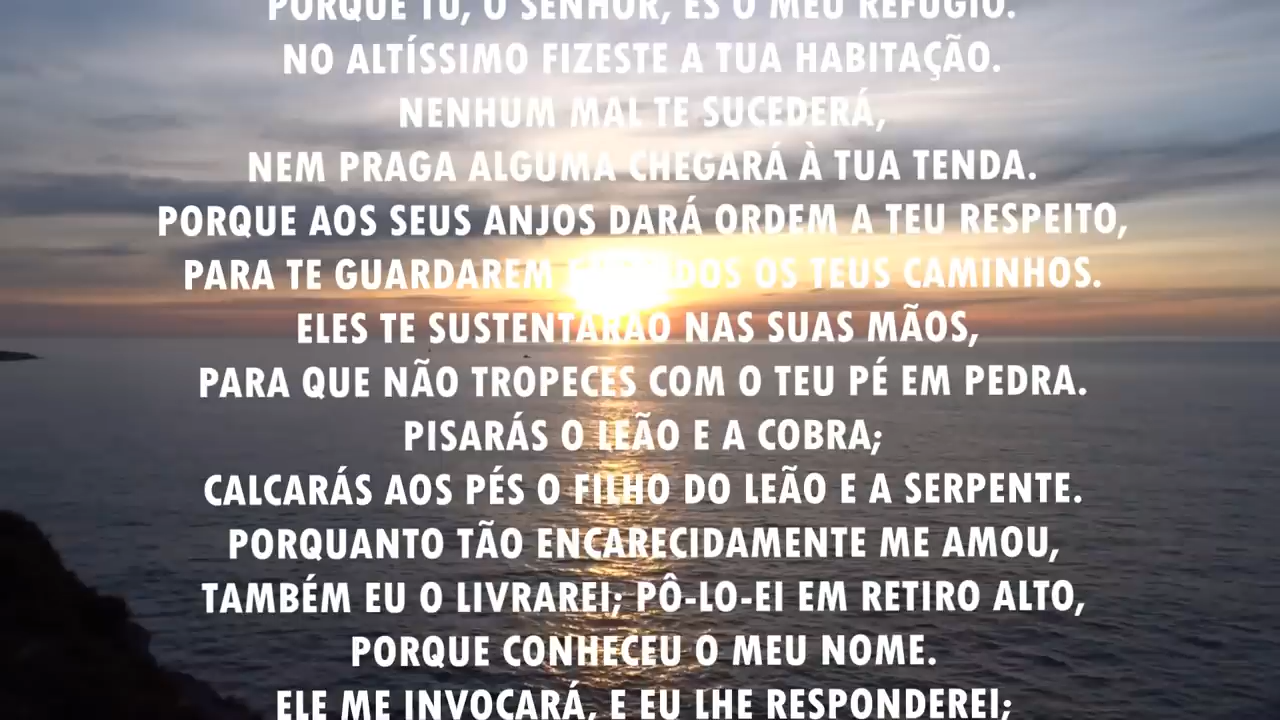 PORQUE TU, Ó SENHOR, ÉS O MEU REFÚGIO.
NO ALTÍSSIMO FIZESTE A TUA HABITAÇÃO.
NENHUM MAL TE SUCEDERÁ,
NEM PRAGA ALGUMA CHEGARÁ À TUA TENDA.
PORQUE AOS SEUS ANJOS DARÁ ORDEM A TEU RESPEITO,
PARA TE GUARDAREM OS TEUS CAMINHOS.
ELES TE SUSTENTARÃO NAS SUAS MÃOS,
PARA QUE NÃO TROPECES COM O TEU PÉ EM PEDRA.
PISARÁS O LEÃO E A COBRA;
CALCARÁS AOS PÉS O FILHO DO LEÃO E A SERPENTE.
PORQUANTO TÃO ENCARECIDAMENTE ME AMOU,
TAMBÉM EU O LIVRAREI; PÔ-LO-EI EM RETIRO ALTO,
PORQUE CONHECEU O MEU NOME.
ELE ME INVOCARÁ, E EU LHE RESPONDEREI;